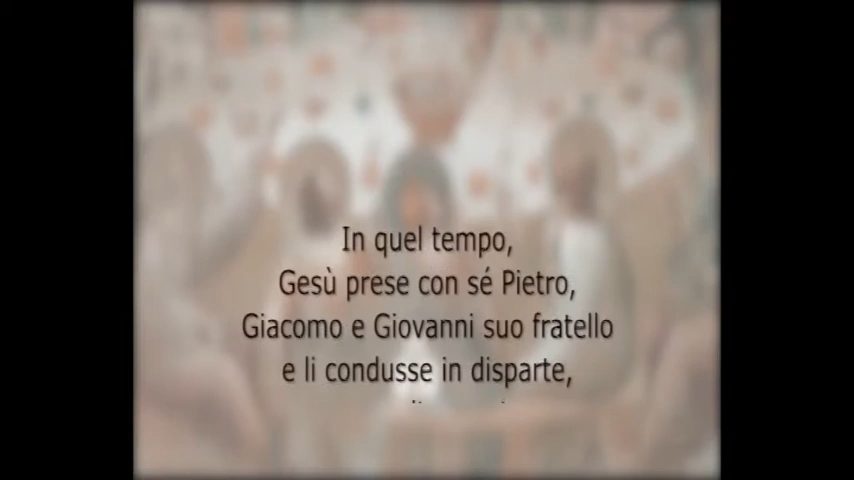 In quel tempo,
Gesù prese con sé Pietro,
Giacomo e Giovanni suo fratello
e li condusse in disparte,